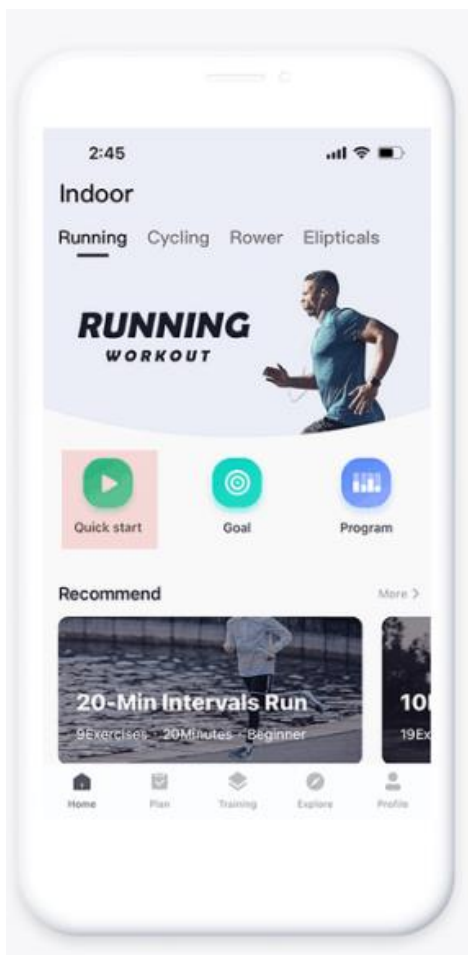 2:45
Indoor
Running Cycling Rower Elipticals
RUNNING
WORKOUT
Quick start Goal Program
Recommend More >
20-Min Intervals Run
9Exercises · 20Minutes · Beginner
19Ex
Home Plan Training Explore Profile